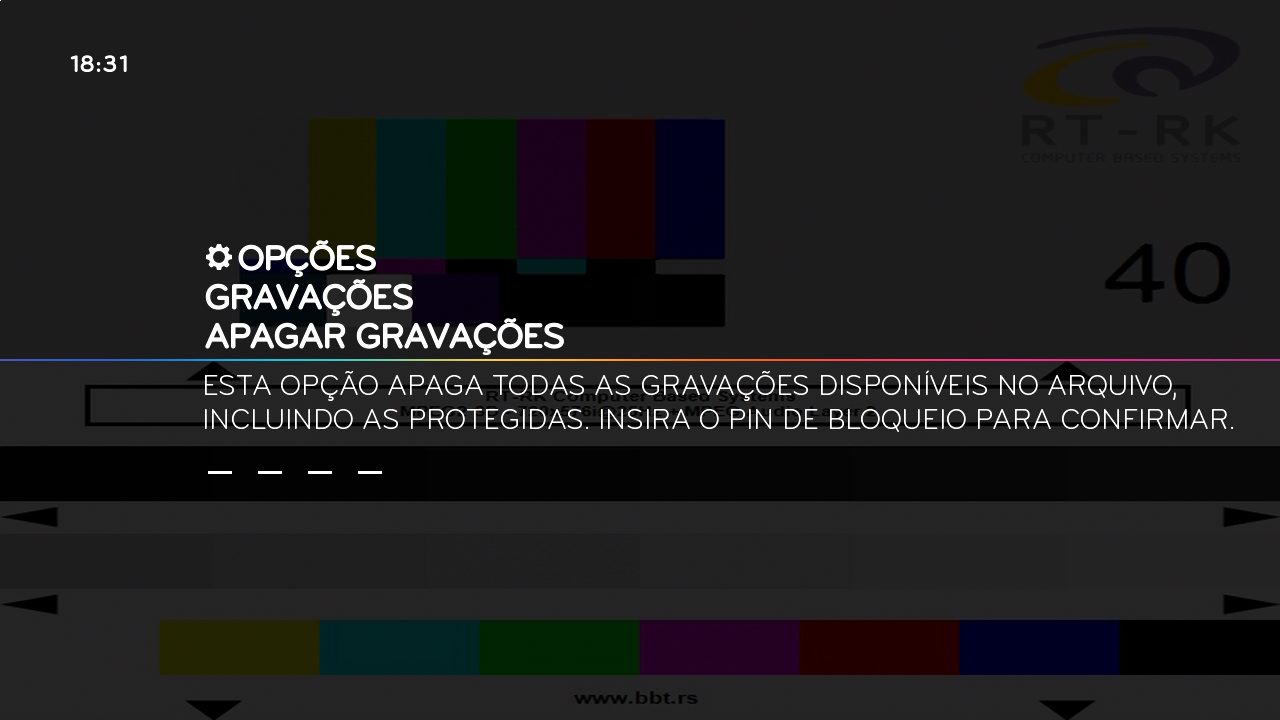 18:31
RT-RK
COMPUTER BASED SYSTEMS
40
OPÇÕES
GRAVAÇÕES
APAGAR GRAVAÇÕES
ESTA OPÇÃO APAGA TODAS AS GRAVAÇÕES DISPONÍVEIS NO ARQUIVO,
RT-RK Computer Based Systems
INCLUINDO AS PROTEGIDAS. INSIRA O PIN DE BLOQUEIO PARA CONFIRMAR.
www.bbt.rs